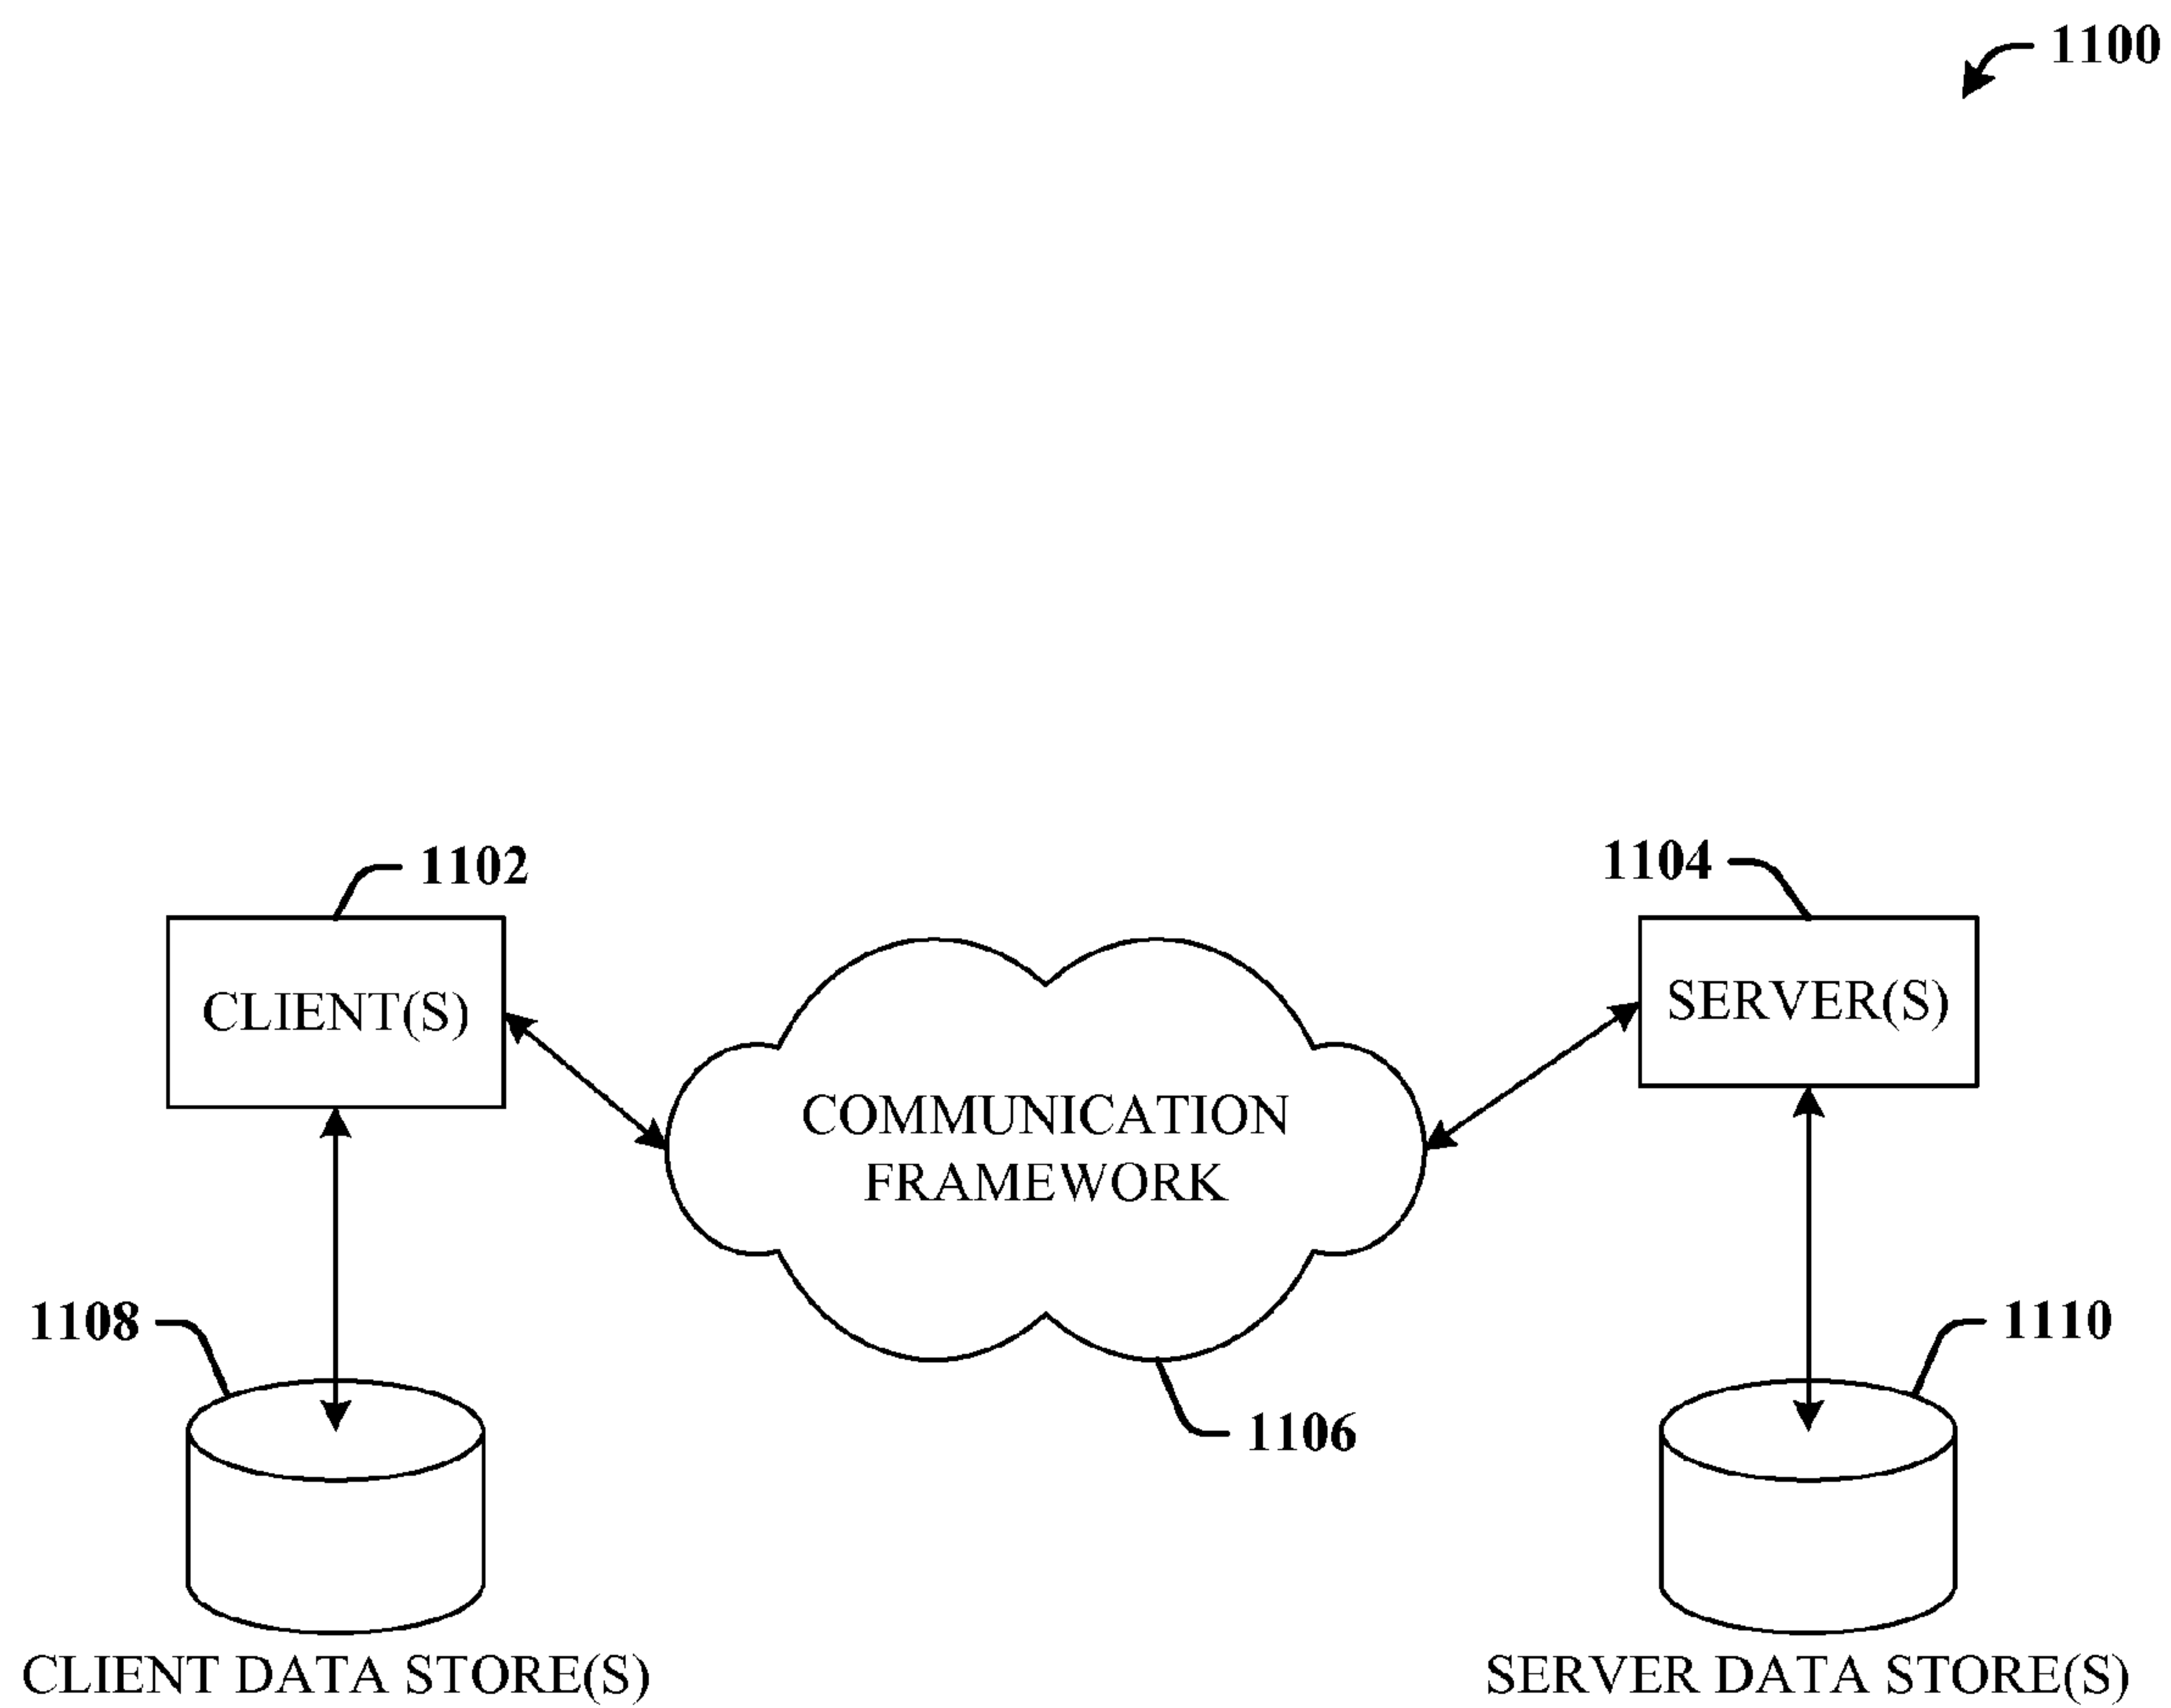 1100
1102
1104
CLIENT(S)
SERVER(S)
COMMUNICATION
FRAMEWORK
1108
1110
1106
CLIENT DATA STORE(S)
SERVER DATA STORE(S)